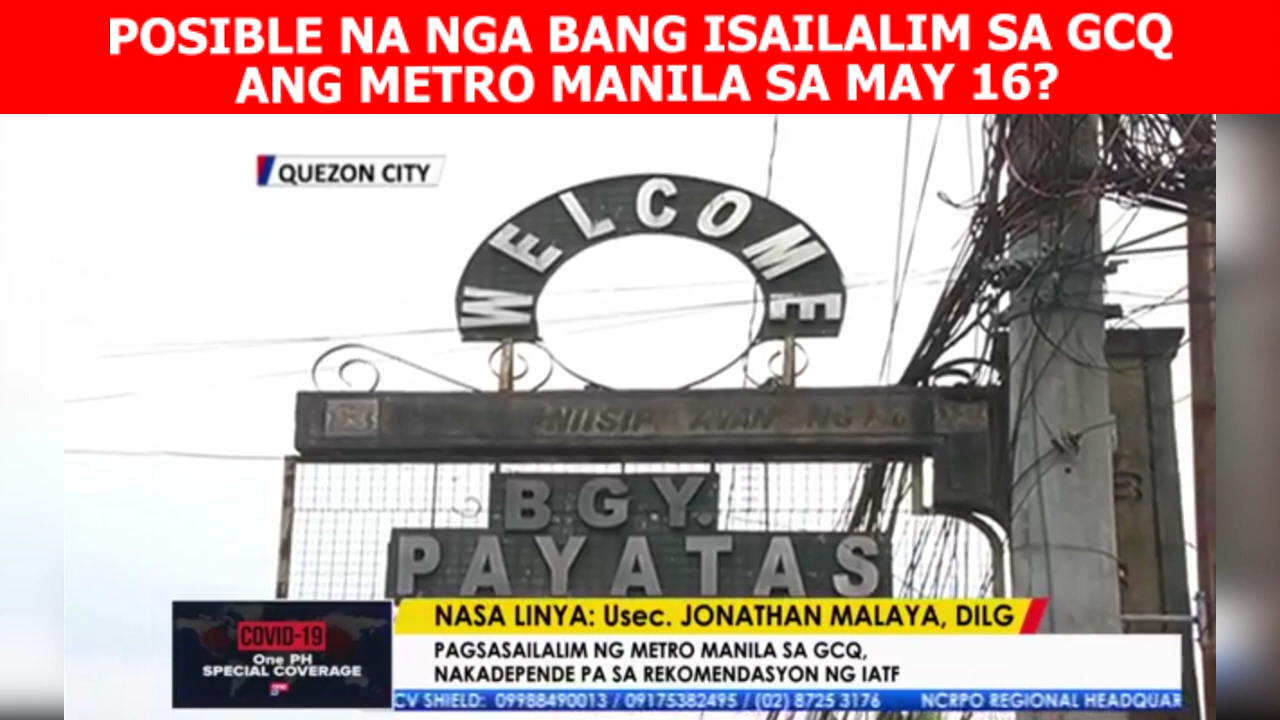 POSIBLE NA NGA BANG ISAILALIM SA GCQ
ANG METRO MANILA SA MAY 16?
QUEZON CITY
WELCOME
BGY.
PAYATAS
NASA LINYA: Usec. JONATHAN MALAYA, DILG
COVID-19
One PH
SPECIAL COVERAGE
PAGSASAILALIM NG METRO MANILA SA GCQ,
NAKADEPENDE PA SA REKOMENDASYON NG IATF
CV SHIELD: 09988490013 / 09175382495 / (02) 8725 3176 NCRPO REGIONAL HEADQUAR